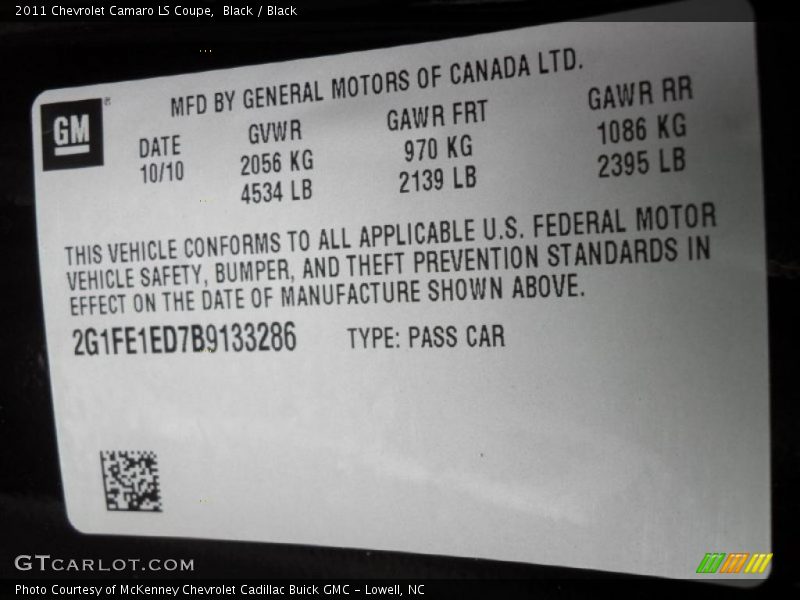 2011 Chevrolet Camaro LS Coupe, Black / Black
GM
MFD BY GENERAL MOTORS OF CANADA LTD.
DATE GVWR GAWR FRT GAWR RR
10/10 2056 KG 970 KG 1086 KG
4534 LB 2139 LB 2395 LB
THIS VEHICLE CONFORMS TO ALL APPLICABLE U.S. FEDERAL MOTOR
VEHICLE SAFETY, BUMPER, AND THEFT PREVENTION STANDARDS IN
EFFECT ON THE DATE OF MANUFACTURE SHOWN ABOVE.
2G1FE1ED7B9133286 TYPE: PASS CAR
GTCARLOT.COM
Photo Courtesy of McKenney Chevrolet Cadillac Buick GMC - Lowell, NC